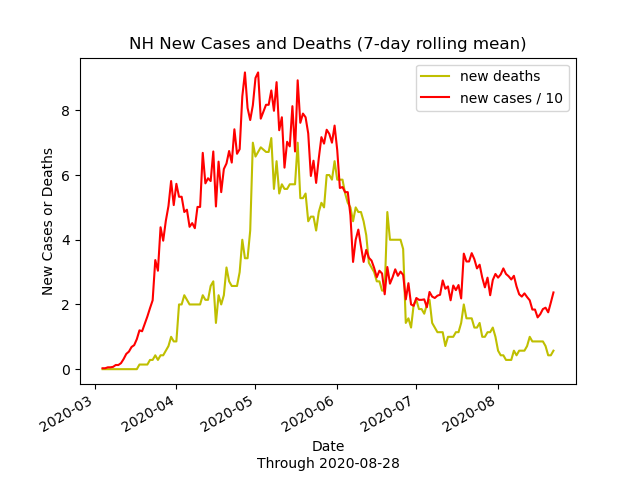 NH New Cases and Deaths (7-day rolling mean)
new deaths
new cases / 10
New Cases or Deaths
8
6
4
2
0
2020-03
2020-04
2020-05
2020-06
2020-07
2020-08
Date
Through 2020-08-28